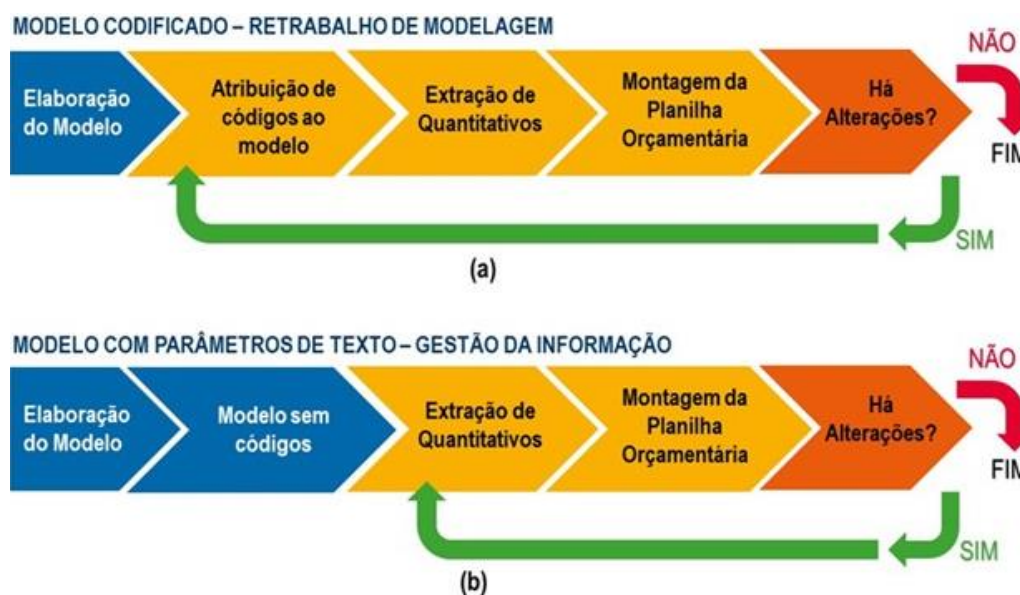 MODELO CODIFICADO – RETRABALHO DE MODELAGEM
NÃO
Elaboração
do Modelo
Atribuição de
códigos ao
modelo
Extração de
Quantitativos
Montagem da
Planilha
Orçamentária
Há
Alterações?
FIM
SIM
(a)
MODELO COM PARÂMETROS DE TEXTO – GESTÃO DA INFORMAÇÃO
NÃO
Elaboração
do Modelo
Modelo sem
códigos
Extração de
Quantitativos
Montagem da
Planilha
Orçamentária
Há
Alterações?
FIM
SIM
(b)